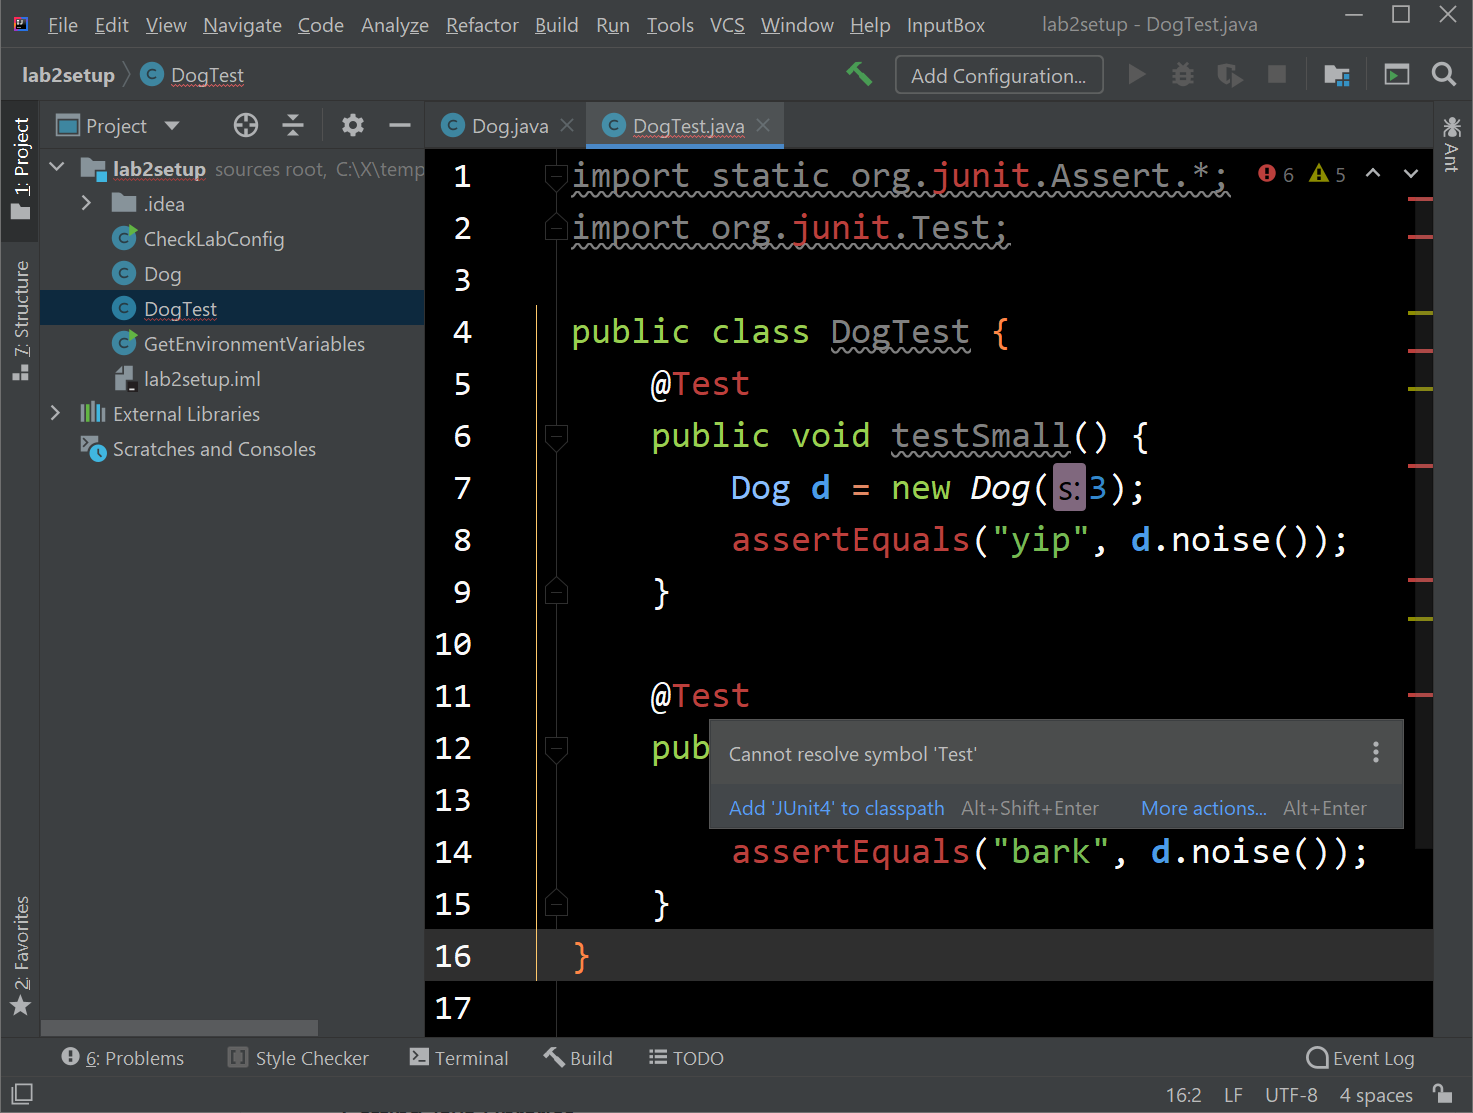 File Edit View Navigate Code Analyze Refactor Build Run Tools VCS Window Help InputBox lab2setup - DogTest.java
lab2setup DogTest Add Configuration...
1: Project
7: Structure
2: Favorites
Project
lab2setup sources root, C:\X\temp
.idea
CheckLabConfig
Dog
DogTest
GetEnvironmentVariables
lab2setup.iml
External Libraries
Scratches and Consoles
Dog.java DogTest.java
6 5
1 import static org.junit.Assert.*;
2 import org.junit.Test;
3
4 public class DogTest {
5 @Test
6 public void testSmall() {
7 Dog d = new Dog(s:3);
8 assertEquals("yip", d.noise());
9 }
10
11 @Test
12 pub
13
14 assertEquals("bark", d.noise());
15 }
16 }
17
Cannot resolve symbol 'Test'
Add 'JUnit4' to classpath Alt+Shift+Enter More actions... Alt+Enter
Ant
6: Problems Style Checker Terminal Build TODO Event Log
16:2 LF UTF-8 4 spaces